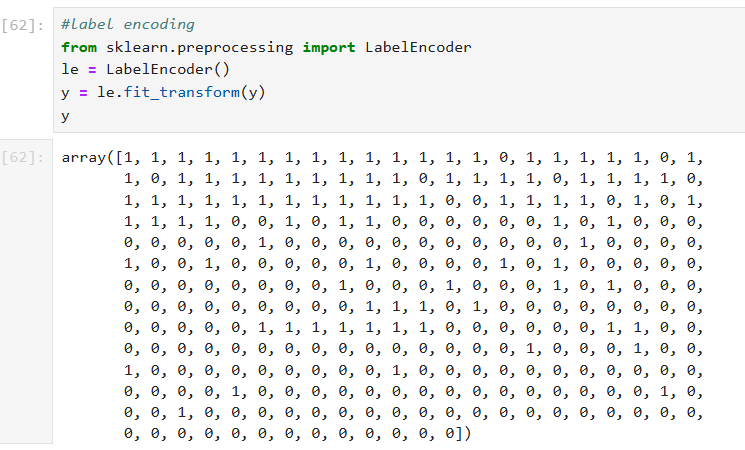 [62]: #label encoding
from sklearn.preprocessing import LabelEncoder
le = LabelEncoder()
y = le.fit_transform(y)
y
[62]: array([1, 1, 1, 1, 1, 1, 1, 1, 1, 1, 1, 1, 1, 1, 0, 1, 1, 1, 1, 1, 0, 1,
1, 0, 1, 1, 1, 1, 1, 1, 1, 1, 1, 0, 1, 1, 1, 1, 0, 1, 1, 1, 1, 0,
1, 1, 1, 1, 1, 1, 1, 1, 1, 1, 1, 1, 0, 0, 1, 1, 1, 1, 0, 1, 0, 1,
1, 1, 1, 1, 0, 0, 1, 0, 1, 1, 0, 0, 0, 0, 0, 0, 1, 0, 1, 0, 0, 0,
0, 0, 0, 0, 0, 1, 0, 0, 0, 0, 0, 0, 0, 0, 0, 0, 0, 1, 0, 0, 0, 0,
1, 0, 0, 1, 0, 0, 0, 0, 0, 1, 0, 0, 0, 0, 1, 0, 1, 0, 0, 0, 0, 0,
0, 0, 0, 0, 0, 0, 0, 0, 1, 0, 0, 0, 1, 0, 0, 0, 1, 0, 1, 0, 0, 0,
0, 0, 0, 0, 0, 0, 0, 0, 0, 1, 1, 1, 0, 1, 0, 0, 0, 0, 0, 0, 0, 0,
0, 0, 0, 0, 0, 1, 1, 1, 1, 1, 1, 1, 0, 0, 0, 0, 0, 0, 1, 1, 0, 0,
0, 0, 0, 0, 0, 0, 0, 0, 0, 0, 0, 0, 0, 0, 0, 1, 0, 0, 0, 1, 0, 0,
1, 0, 0, 0, 0, 0, 0, 0, 0, 0, 1, 0, 0, 0, 0, 0, 0, 0, 0, 0, 0, 0,
0, 0, 0, 0, 1, 0, 0, 0, 0, 0, 0, 0, 0, 0, 0, 0, 0, 0, 0, 0, 1, 0,
0, 0, 1, 0, 0, 0, 0, 0, 0, 0, 0, 0, 0, 0, 0, 0, 0, 0, 0, 0, 0, 0,
0, 0, 0, 0, 0, 0, 0, 0, 0, 0, 0, 0, 0])